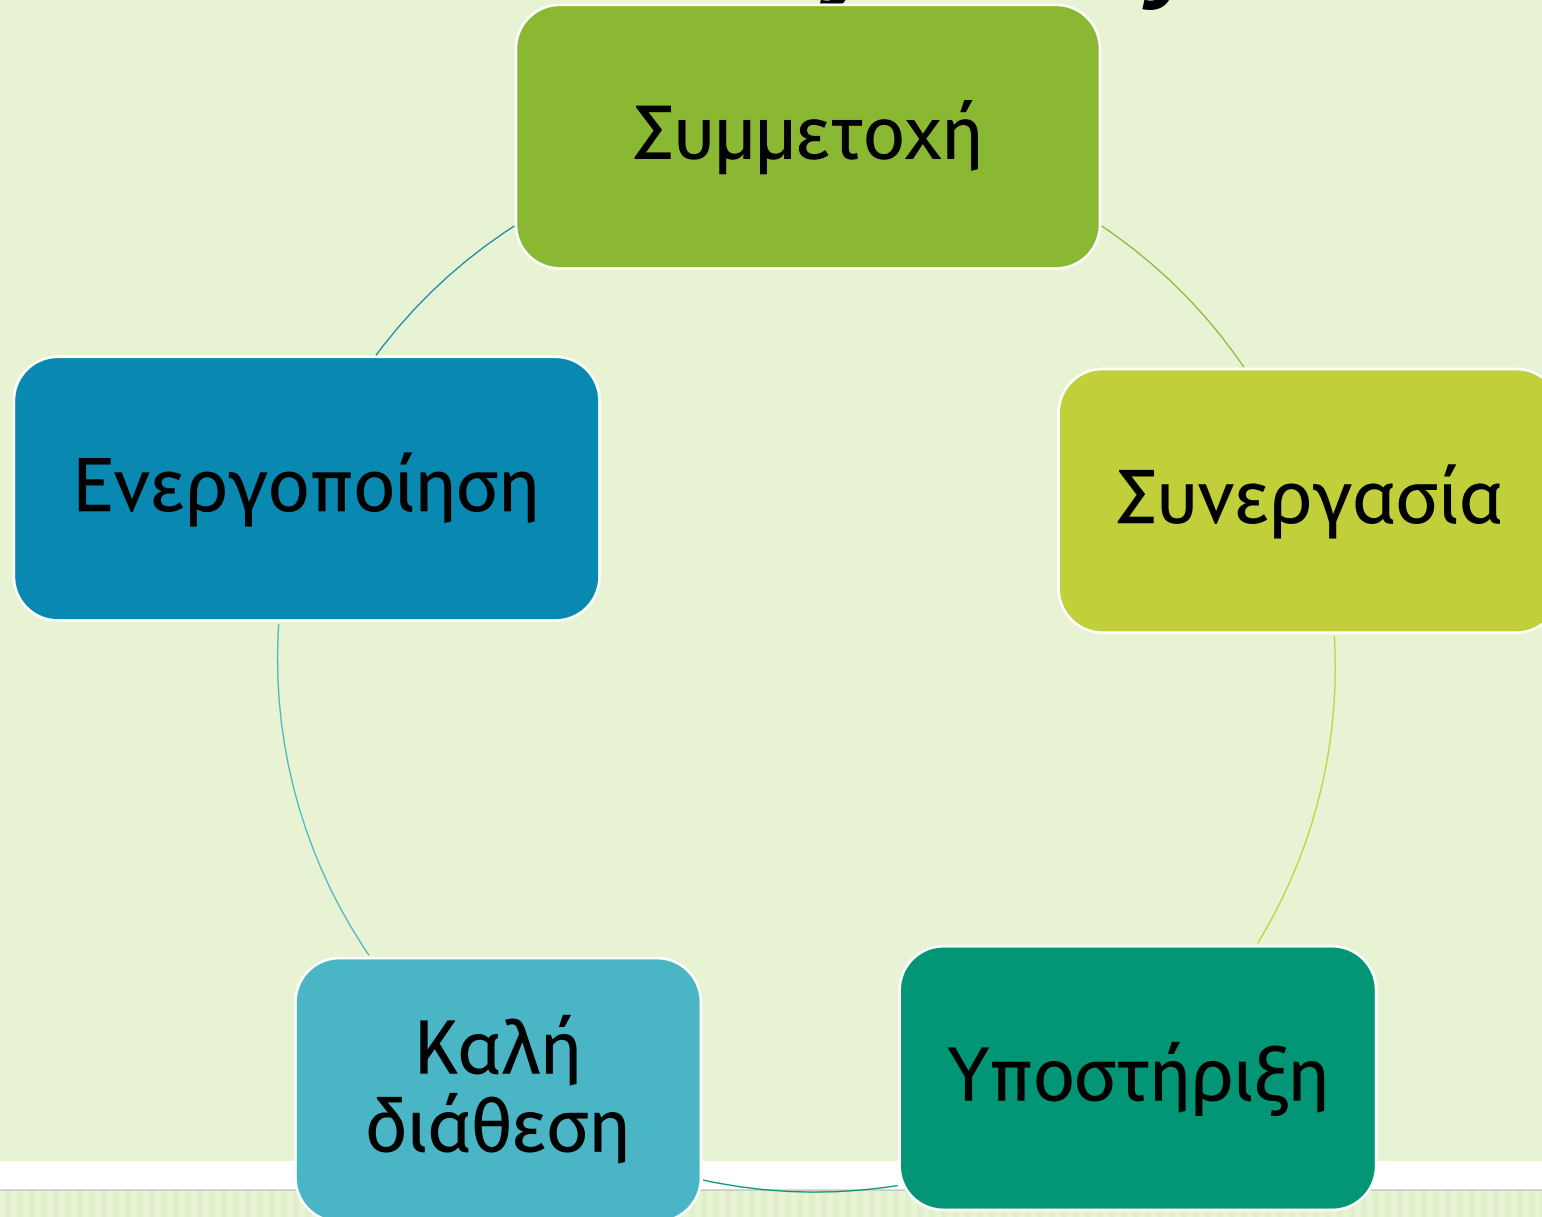 Συμμετοχή
Ενεργοποίηση
Συνεργασία
Καλή
διάθεση
Υποστήριξη